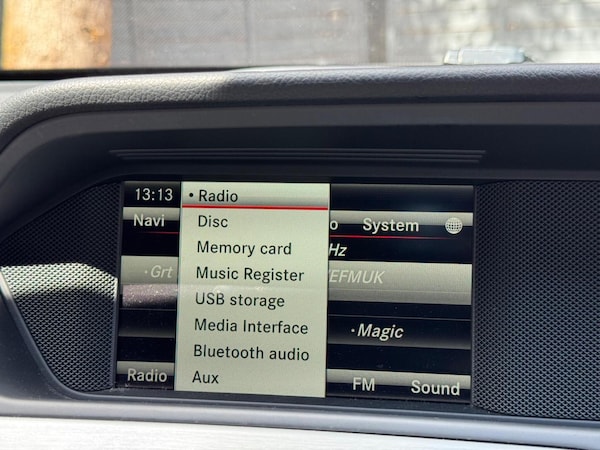 13:13
• Radio
Navi
Disc
o
System
Memory card
Hz
·Grt
Music Register
EFMUK
USB storage
Media Interface
·Magic
Bluetooth audio
Radio
Aux
FM
Sound